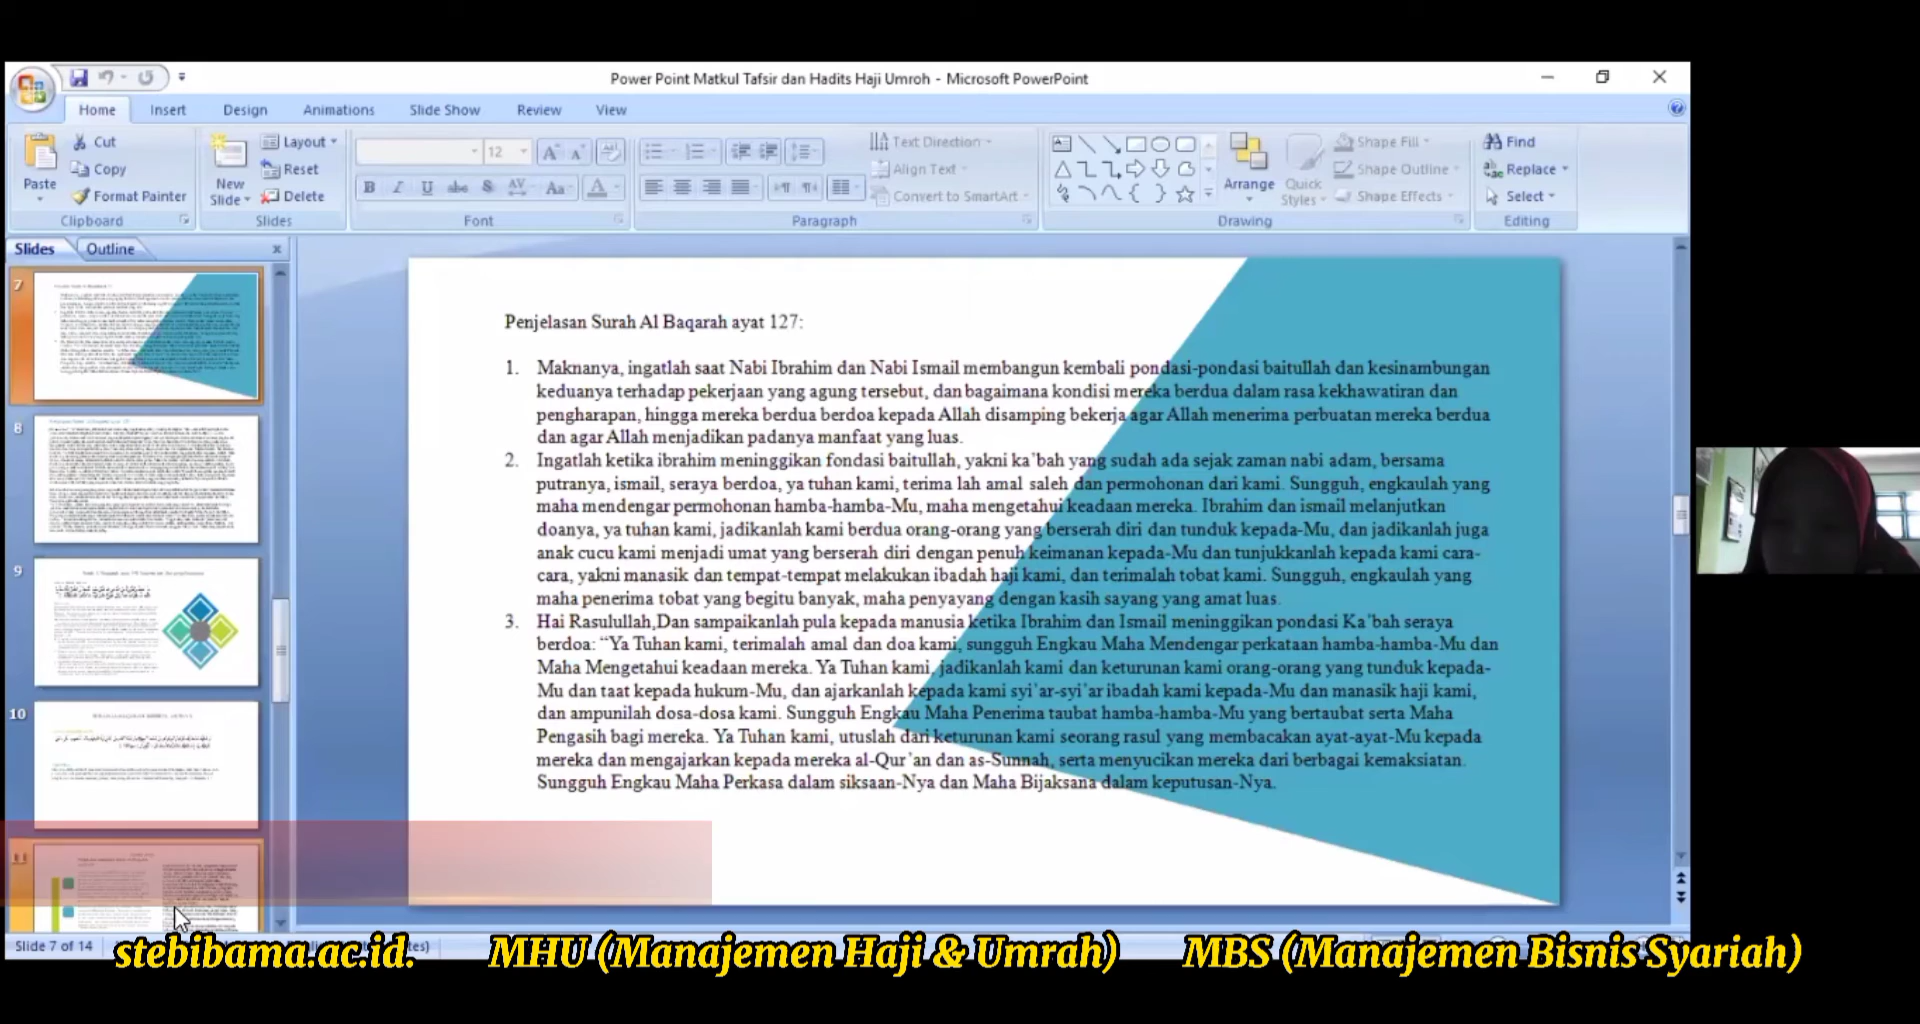 Power Point Matkul Tafsir dan Hadits Haji Umroh - Microsoft PowerPoint
Home Insert Design Animations Slide Show Review View
Paste
Cut
Copy
Format Painter
Clipboard
New Slide
Layout
Reset
Delete
Slides
12
Font
Text Direction
Align Text
Convert to SmartArt
Paragraph
Arrange
Quick Styles
Shape Fill
Shape Outline
Shape Effects
Drawing
Find
Replace
Select
Editing
Slides Outline
7
8
9
10
11
Penjelasan Surah Al Baqarah ayat 127:
1. Maknanya, ingatlah saat Nabi Ibrahim dan Nabi Ismail membangun kembali pondasi-pondasi baitullah dan kesinambungan
keduanya terhadap pekerjaan yang agung tersebut, dan bagaimana kondisi mereka berdua dalam rasa kekhawatiran dan
pengharapan, hingga mereka berdua berdoa kepada Allah disamping bekerja agar Allah menerima perbuatan mereka berdua
dan agar Allah menjadikan padanya manfaat yang luas.
2. Ingatlah ketika ibrahim meninggikan fondasi baitullah, yakni ka'bah yang sudah ada sejak zaman nabi adam, bersama
putranya, ismail, seraya berdoa, ya tuhan kami, terima lah amal saleh dan permohonan dari kami. Sungguh, engkaulah yang
maha mendengar permohonan hamba-hamba-Mu, maha mengetahui keadaan mereka. Ibrahim dan ismail melanjutkan
doanya, ya tuhan kami, jadikanlah kami berdua orang-orang yang berserah diri dan tunduk kepada-Mu, dan jadikanlah juga
anak cucu kami menjadi umat yang berserah diri dengan penuh keimanan kepada-Mu dan tunjukkanlah kepada kami cara-
cara, yakni manasik dan tempat-tempat melakukan ibadah haji kami, dan terimalah tobat kami. Sungguh, engkaulah yang
maha penerima tobat yang begitu banyak, maha penyayang dengan kasih sayang yang amat luas.
3. Hai Rasulullah,Dan sampaikanlah pula kepada manusia ketika Ibrahim dan Ismail meninggikan pondasi Ka'bah seraya
berdoa: “Ya Tuhan kami, terimalah amal dan doa kami, sungguh Engkau Maha Mendengar perkataan hamba-hamba-Mu dan
Maha Mengetahui keadaan mereka. Ya Tuhan kami, jadikanlah kami dan keturunan kami orang-orang yang tunduk kepada-
Mu dan taat kepada hukum-Mu, dan ajarkanlah kepada kami syi'ar-syi'ar ibadah kami kepada-Mu dan manasik haji kami,
dan ampunilah dosa-dosa kami. Sungguh Engkau Maha Penerima taubat hamba-hamba-Mu yang bertaubat serta Maha
Pengasih bagi mereka. Ya Tuhan kami, utuslah dari keturunan kami seorang rasul yang membacakan ayat-ayat-Mu kepada
mereka dan mengajarkan kepada mereka al-Qur'an dan as-Sunnah, serta menyucikan mereka dari berbagai kemaksiatan.
Sungguh Engkau Maha Perkasa dalam siksaan-Nya dan Maha Bijaksana dalam keputusan-Nya.
Slide 7 of 14
stebibama.ac.id. MHU (Manajemen Haji & Umrah) MBS (Manajemen Bisnis Syariah)